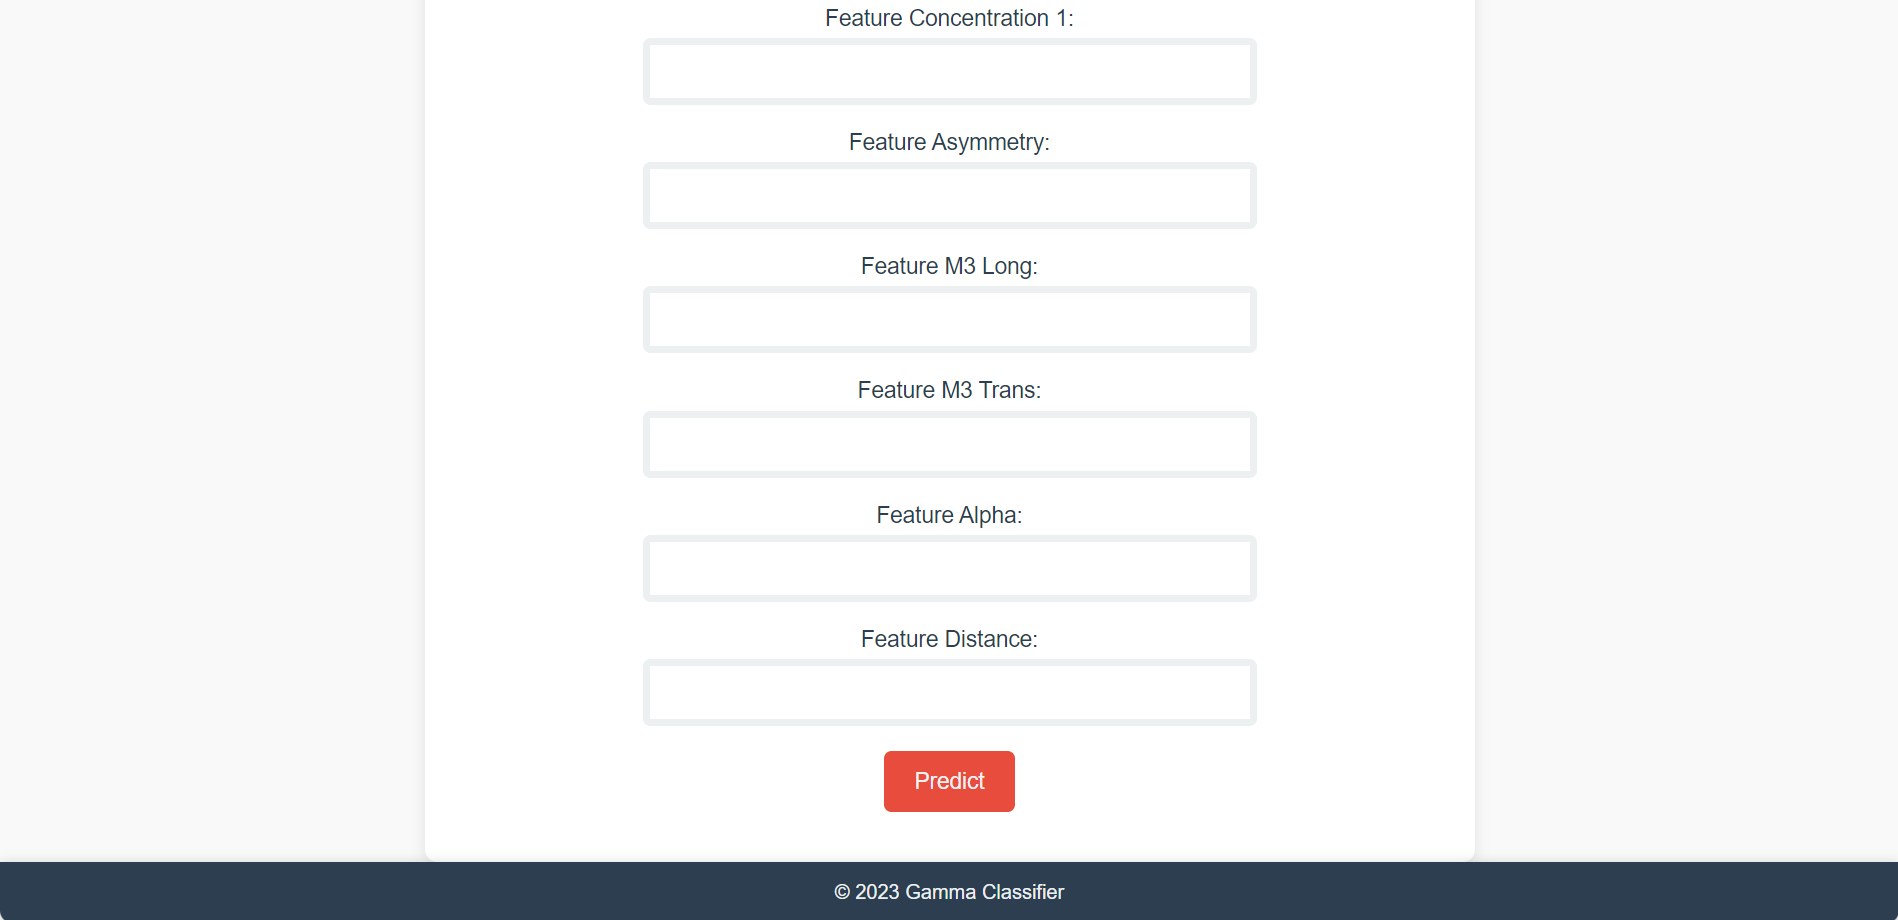 Feature Concentration 1:
Feature Asymmetry:
Feature M3 Long:
Feature M3 Trans:
Feature Alpha:
Feature Distance:
Predict
© 2023 Gamma Classifier